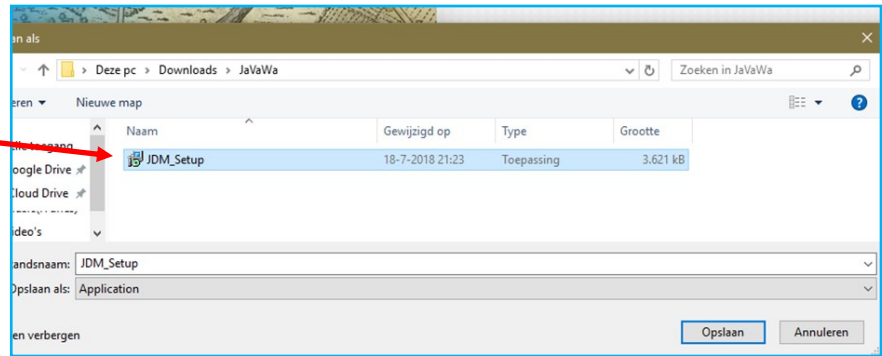 an als
Deze pc > Downloads > JaVaWa
Zoeken in JaVaWa
eren
Nieuwe map
Naam
Gewijzigd op
Type
Grootte
JDM_Setup
18-7-2018 21:23
Toepassing
3.621 kB
toegang
oogle Drive
Cloud Drive
ideo's
andsnaam: JDM_Setup
Opslaan als: Application
en verbergen
Opslaan
Annuleren